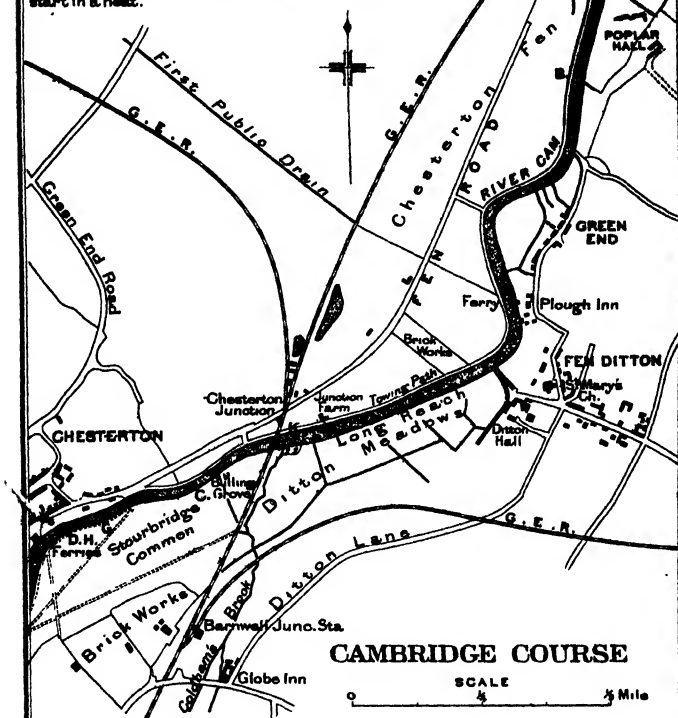 start in a heat.
POPLAR
HALL
First Public Drain
G. E. R.
G. E. R.
Chesterton Fen
FEN ROAD
RIVER CAM
Green End Road
GREEN
END
Ferry
Plough Inn
Brick
Works
FEN DITTON
St Mary's
Ch.
Chesterton
Junction
Junction
Farm
Towing Path
Long Reach
Ditton Meadows
Ditton
Hall
CHESTERTON
Billing
C. Grove
D.H.
G
Ferries
Stourbridge
Common
G. E. R.
Ditton Lane
Brick Works
Brook
Barnwell Junc. Sta.
Globe Inn
CAMBRIDGE COURSE
SCALE
0 ¼ ½ Mile